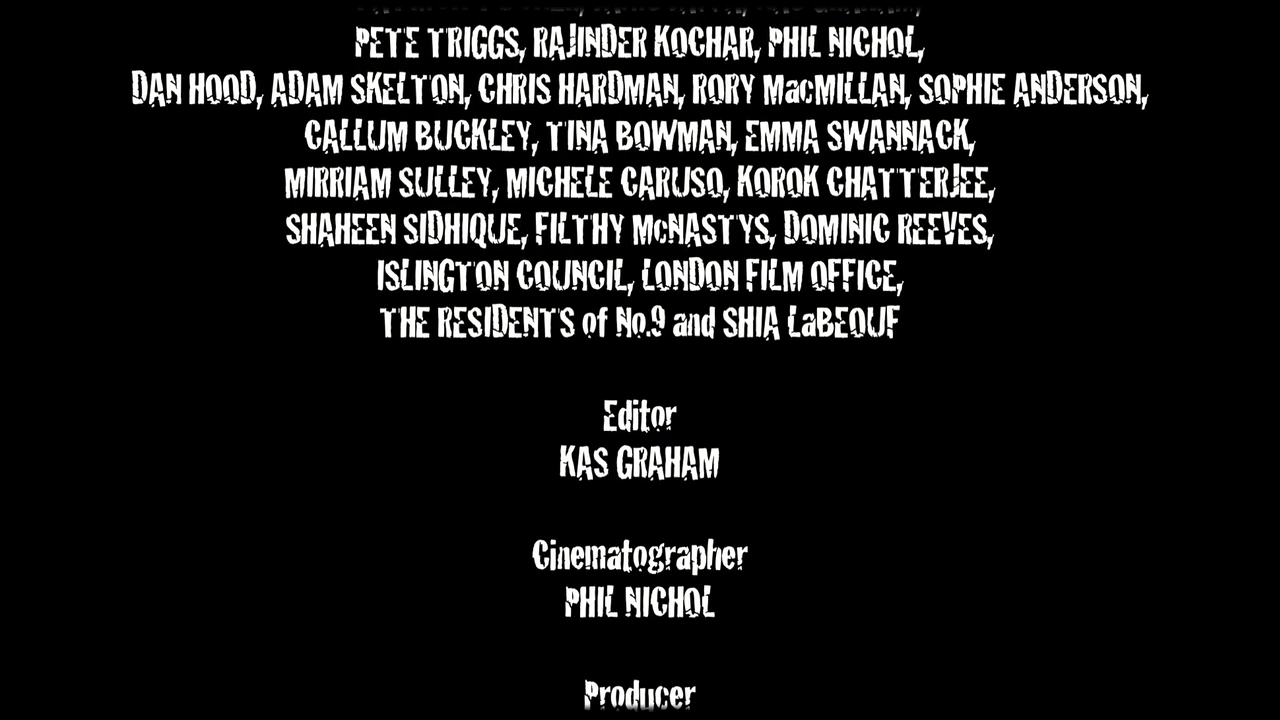 PETE TRIGGS, RAJINDER KOCHAR, PHIL NICHOL,
DAN HOOD, ADAM SKELTON, CHRIS HARDMAN, RORY MacMILLAN, SOPHIE ANDERSON,
CALLUM BUCKLEY, TINA BOWMAN, EMMA SWANNACK,
MIRRIAM SULLEY, MICHELE CARUSO, KOROK CHATTERJEE,
SHAHEEN SIDHIQUE, FILTHY McNASTYS, DOMINIC REEVES,
ISLINGTON COUNCIL, LONDON FILM OFFICE,
THE RESIDENTS of No.9 and SHIA LaBEOUF
Editor
KAS GRAHAM
Cinematographer
PHIL NICHOL
Producer